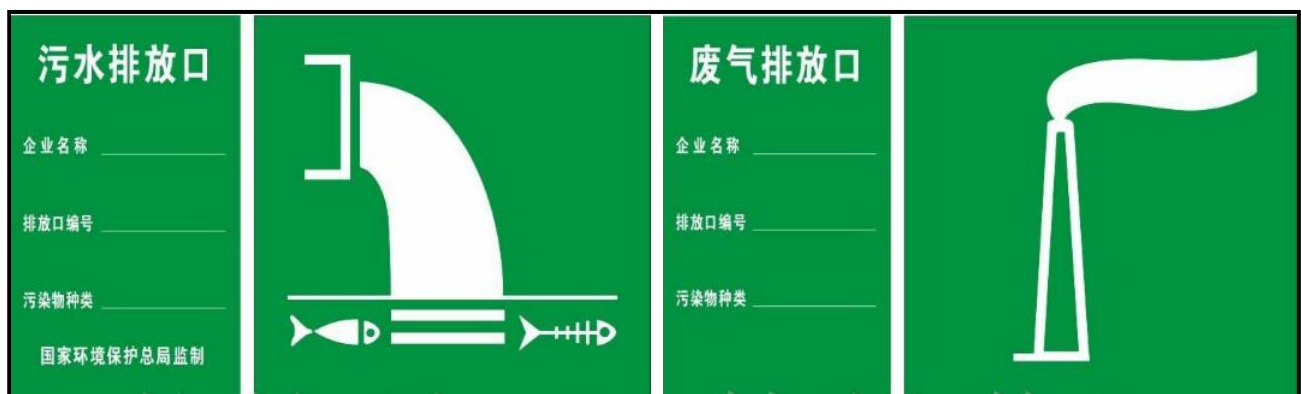 污水排放口
企业名称
排放口编号
污染物种类
国家环境保护总局监制
废气排放口
企业名称
排放口编号
污染物种类